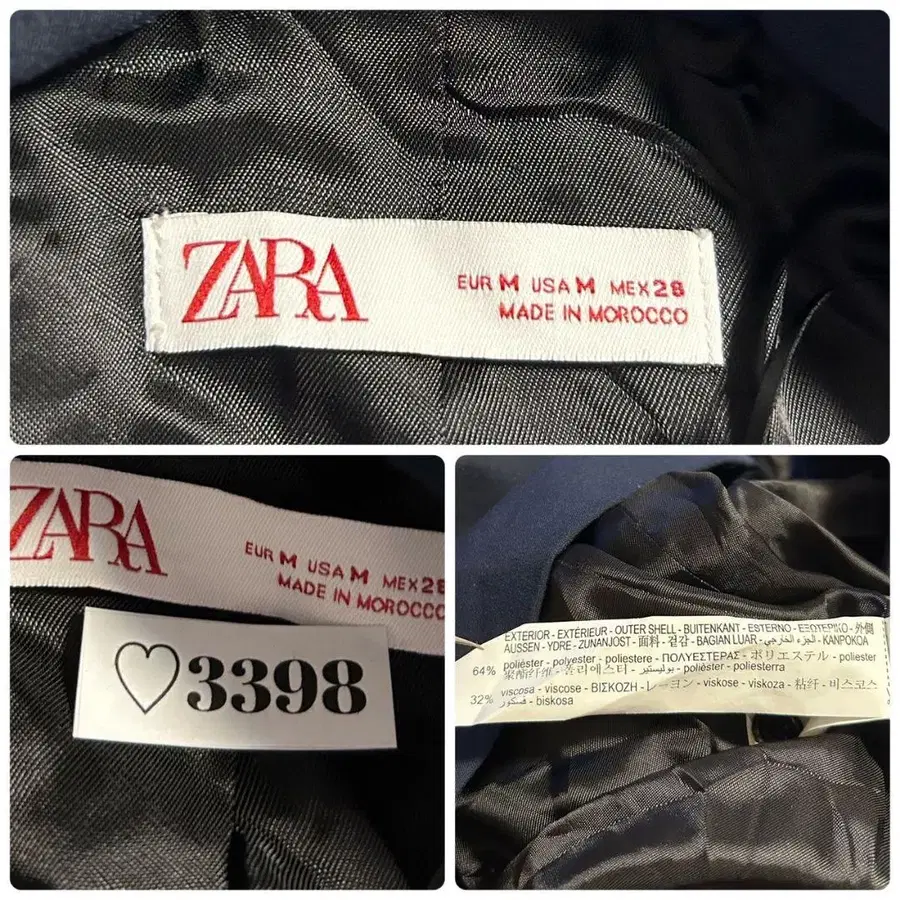 ZARA
EUR M USA M MEX 28
MADE IN MOROCCO
ZARA
EUR M USA M MEX 28
MADE IN MOROCCO
♡3398
EXTERIOR - EXTÉRIEUR - OUTER SHELL - BUITENKANT - ESTERNO - ΕΞΩΤΕΡΙΚΟ - 外側
AUSSEN - YDRE - ZUNANJOST - 面料 - 겉감 - BAGIAN LUAR - الجزء الخارجي - KANPOKOA
64% poliéster - polyester - poliestere - ΠΟΛΥΕΣΤΕΡΑΣ - ポリエステル - poliester
聚酯纤维 - 폴리에스터 - بوليستير - polièster - poliesterra
32% viscosa - viscose - ΒΙΣΚΟΖΗ - レーヨン - viskose - viskoza - 粘纤 - 비스코스
- فسكوز - biskosa